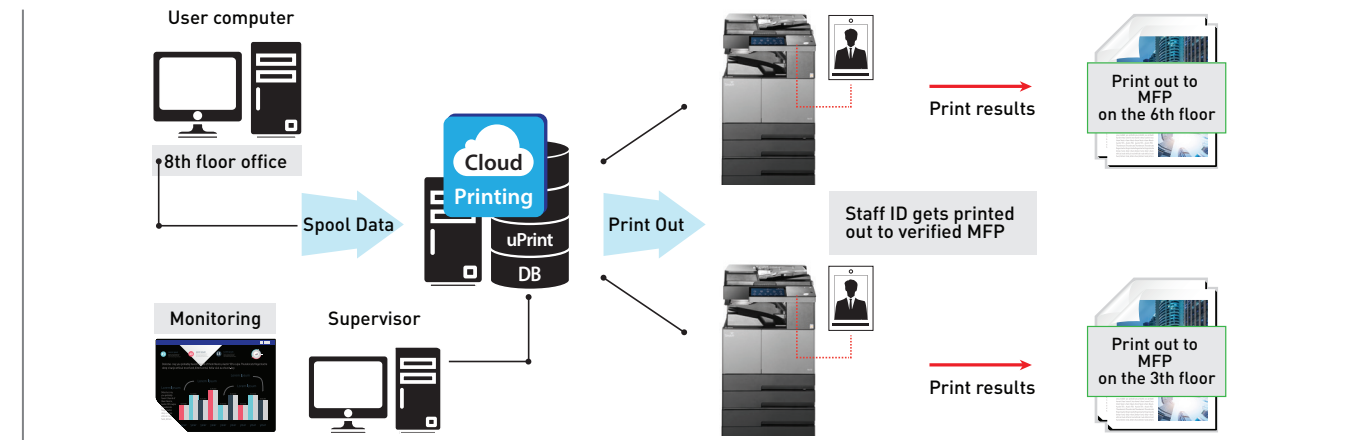 User computer
8th floor office
Spool Data
Cloud
Printing
uPrint
DB
Print Out
Print results
Print out to
MFP
on the 6th floor
Staff ID gets printed
out to verified MFP
Monitoring
Supervisor
Print results
Print out to
MFP
on the 3th floor